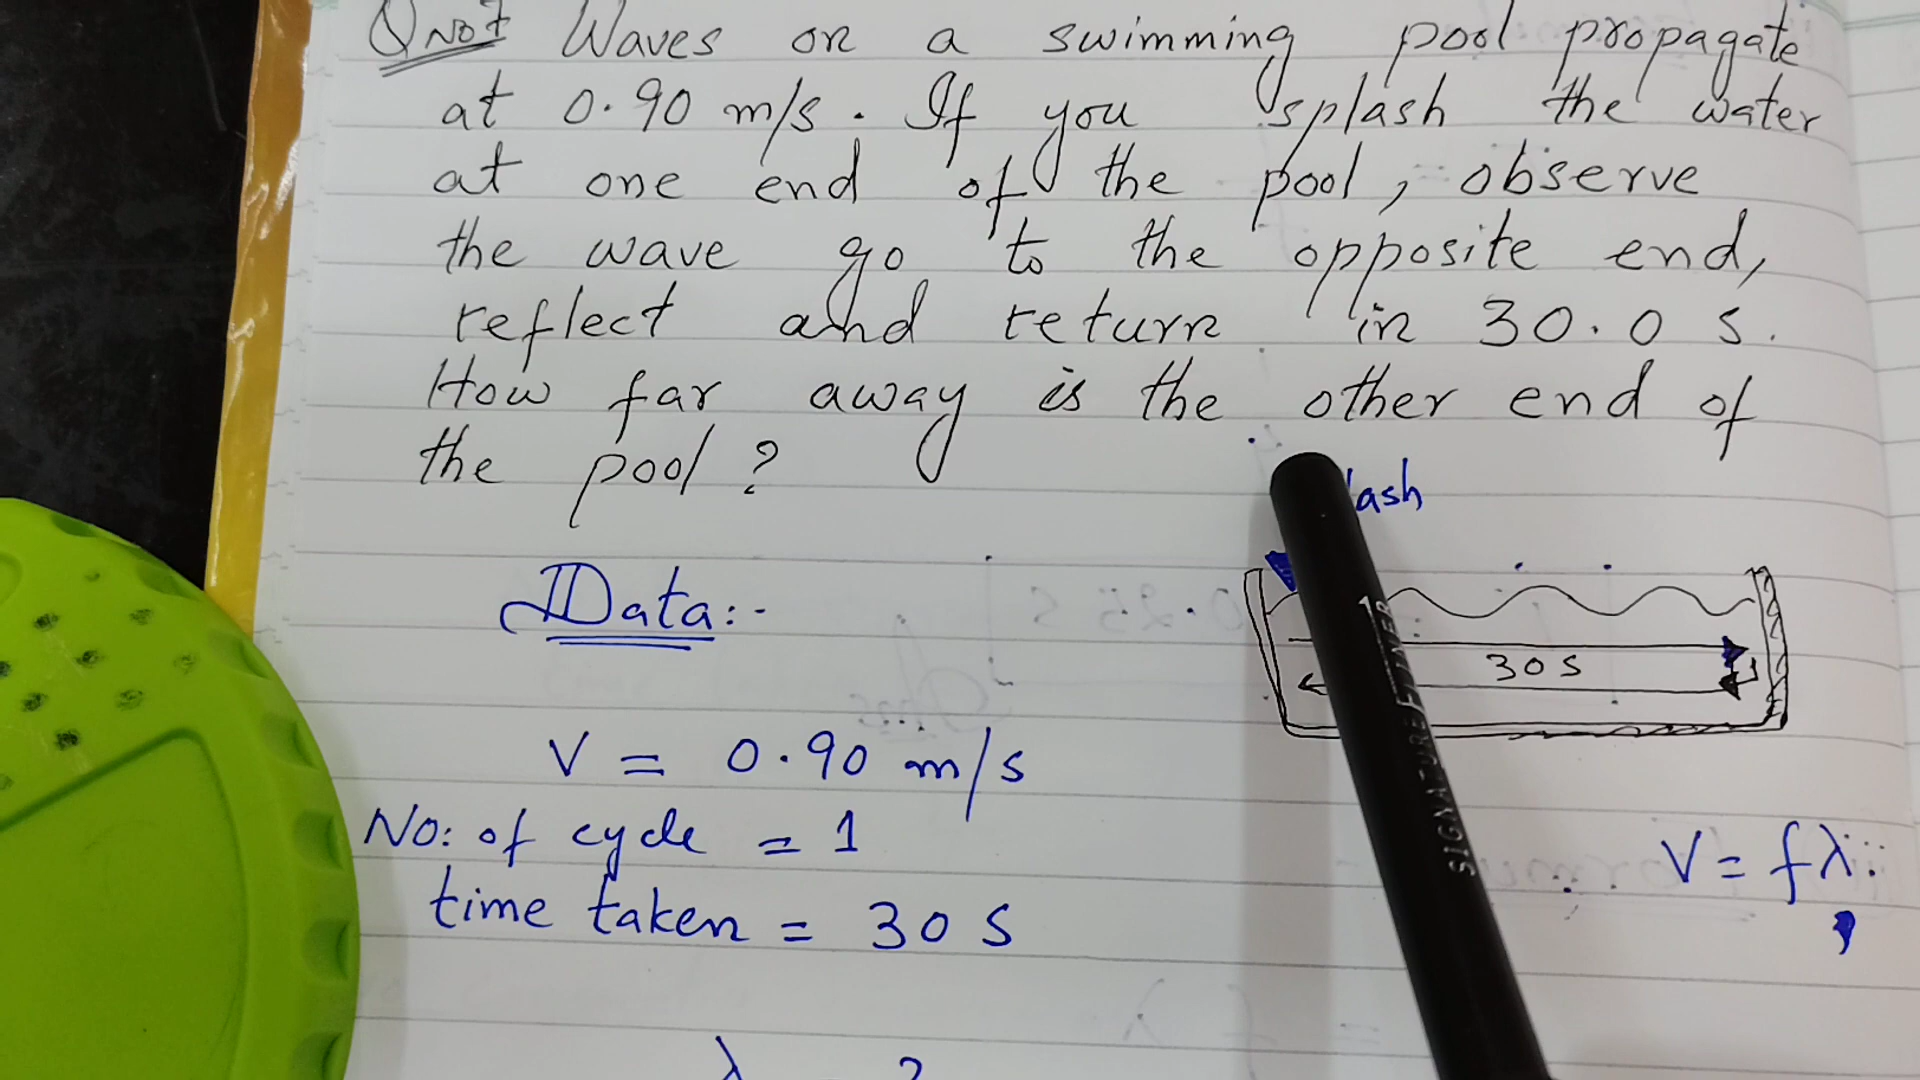 Q No 7 Waves on a swimming pool propagate
at 0.90 m/s. If you splash the water
at one end of the pool, observe
the wave go to the opposite end,
reflect and return in 30.0 s.
How far away is the other end of
the pool?
lash
Data:-
30 S
V = 0.90 m/s
No: of cycle = 1
V = fλ
time taken = 30 S
λ = ?
SIGNATURE FINELINER